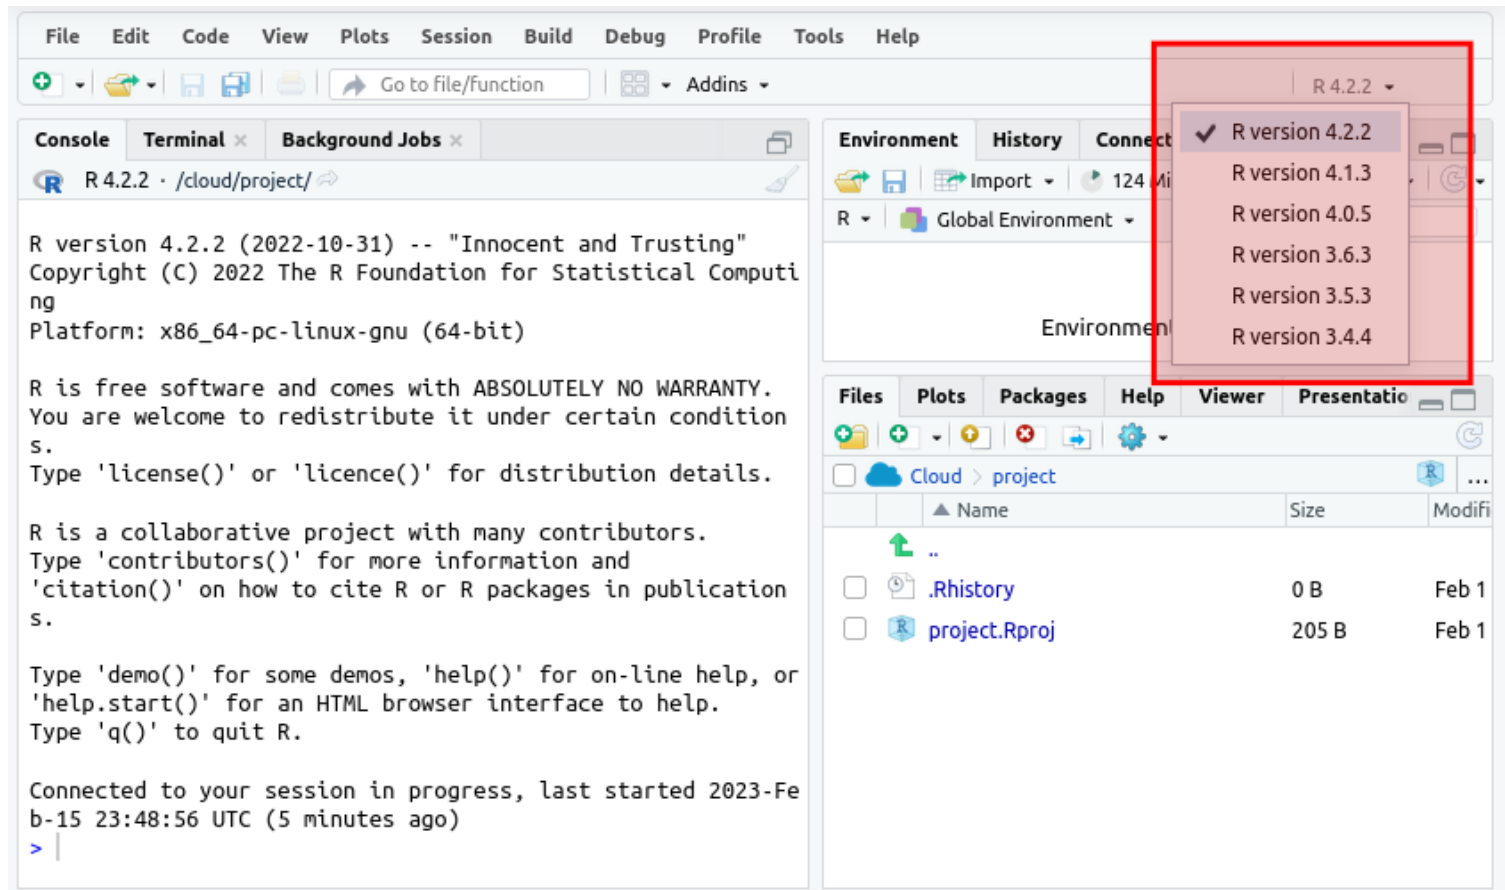 File Edit Code View Plots Session Build Debug Profile Tools Help
Go to file/function Addins R 4.2.2
Console Terminal Background Jobs
R 4.2.2 · /cloud/project/
R version 4.2.2 (2022-10-31) -- "Innocent and Trusting"
Copyright (C) 2022 The R Foundation for Statistical Computi
ng
Platform: x86_64-pc-linux-gnu (64-bit)
R is free software and comes with ABSOLUTELY NO WARRANTY.
You are welcome to redistribute it under certain condition
s.
Type 'license()' or 'licence()' for distribution details.
R is a collaborative project with many contributors.
Type 'contributors()' for more information and
'citation()' on how to cite R or R packages in publication
s.
Type 'demo()' for some demos, 'help()' for on-line help, or
'help.start()' for an HTML browser interface to help.
Type 'q()' to quit R.
Connected to your session in progress, last started 2023-Fe
b-15 23:48:56 UTC (5 minutes ago)
>
Environment History Connect
Import 124 Mi
R Global Environment
Environment
R version 4.2.2
R version 4.1.3
R version 4.0.5
R version 3.6.3
R version 3.5.3
R version 3.4.4
Files Plots Packages Help Viewer Presentatio
Cloud project ...
Name Size Modifi
..
.Rhistory 0 B Feb 1
project.Rproj 205 B Feb 1